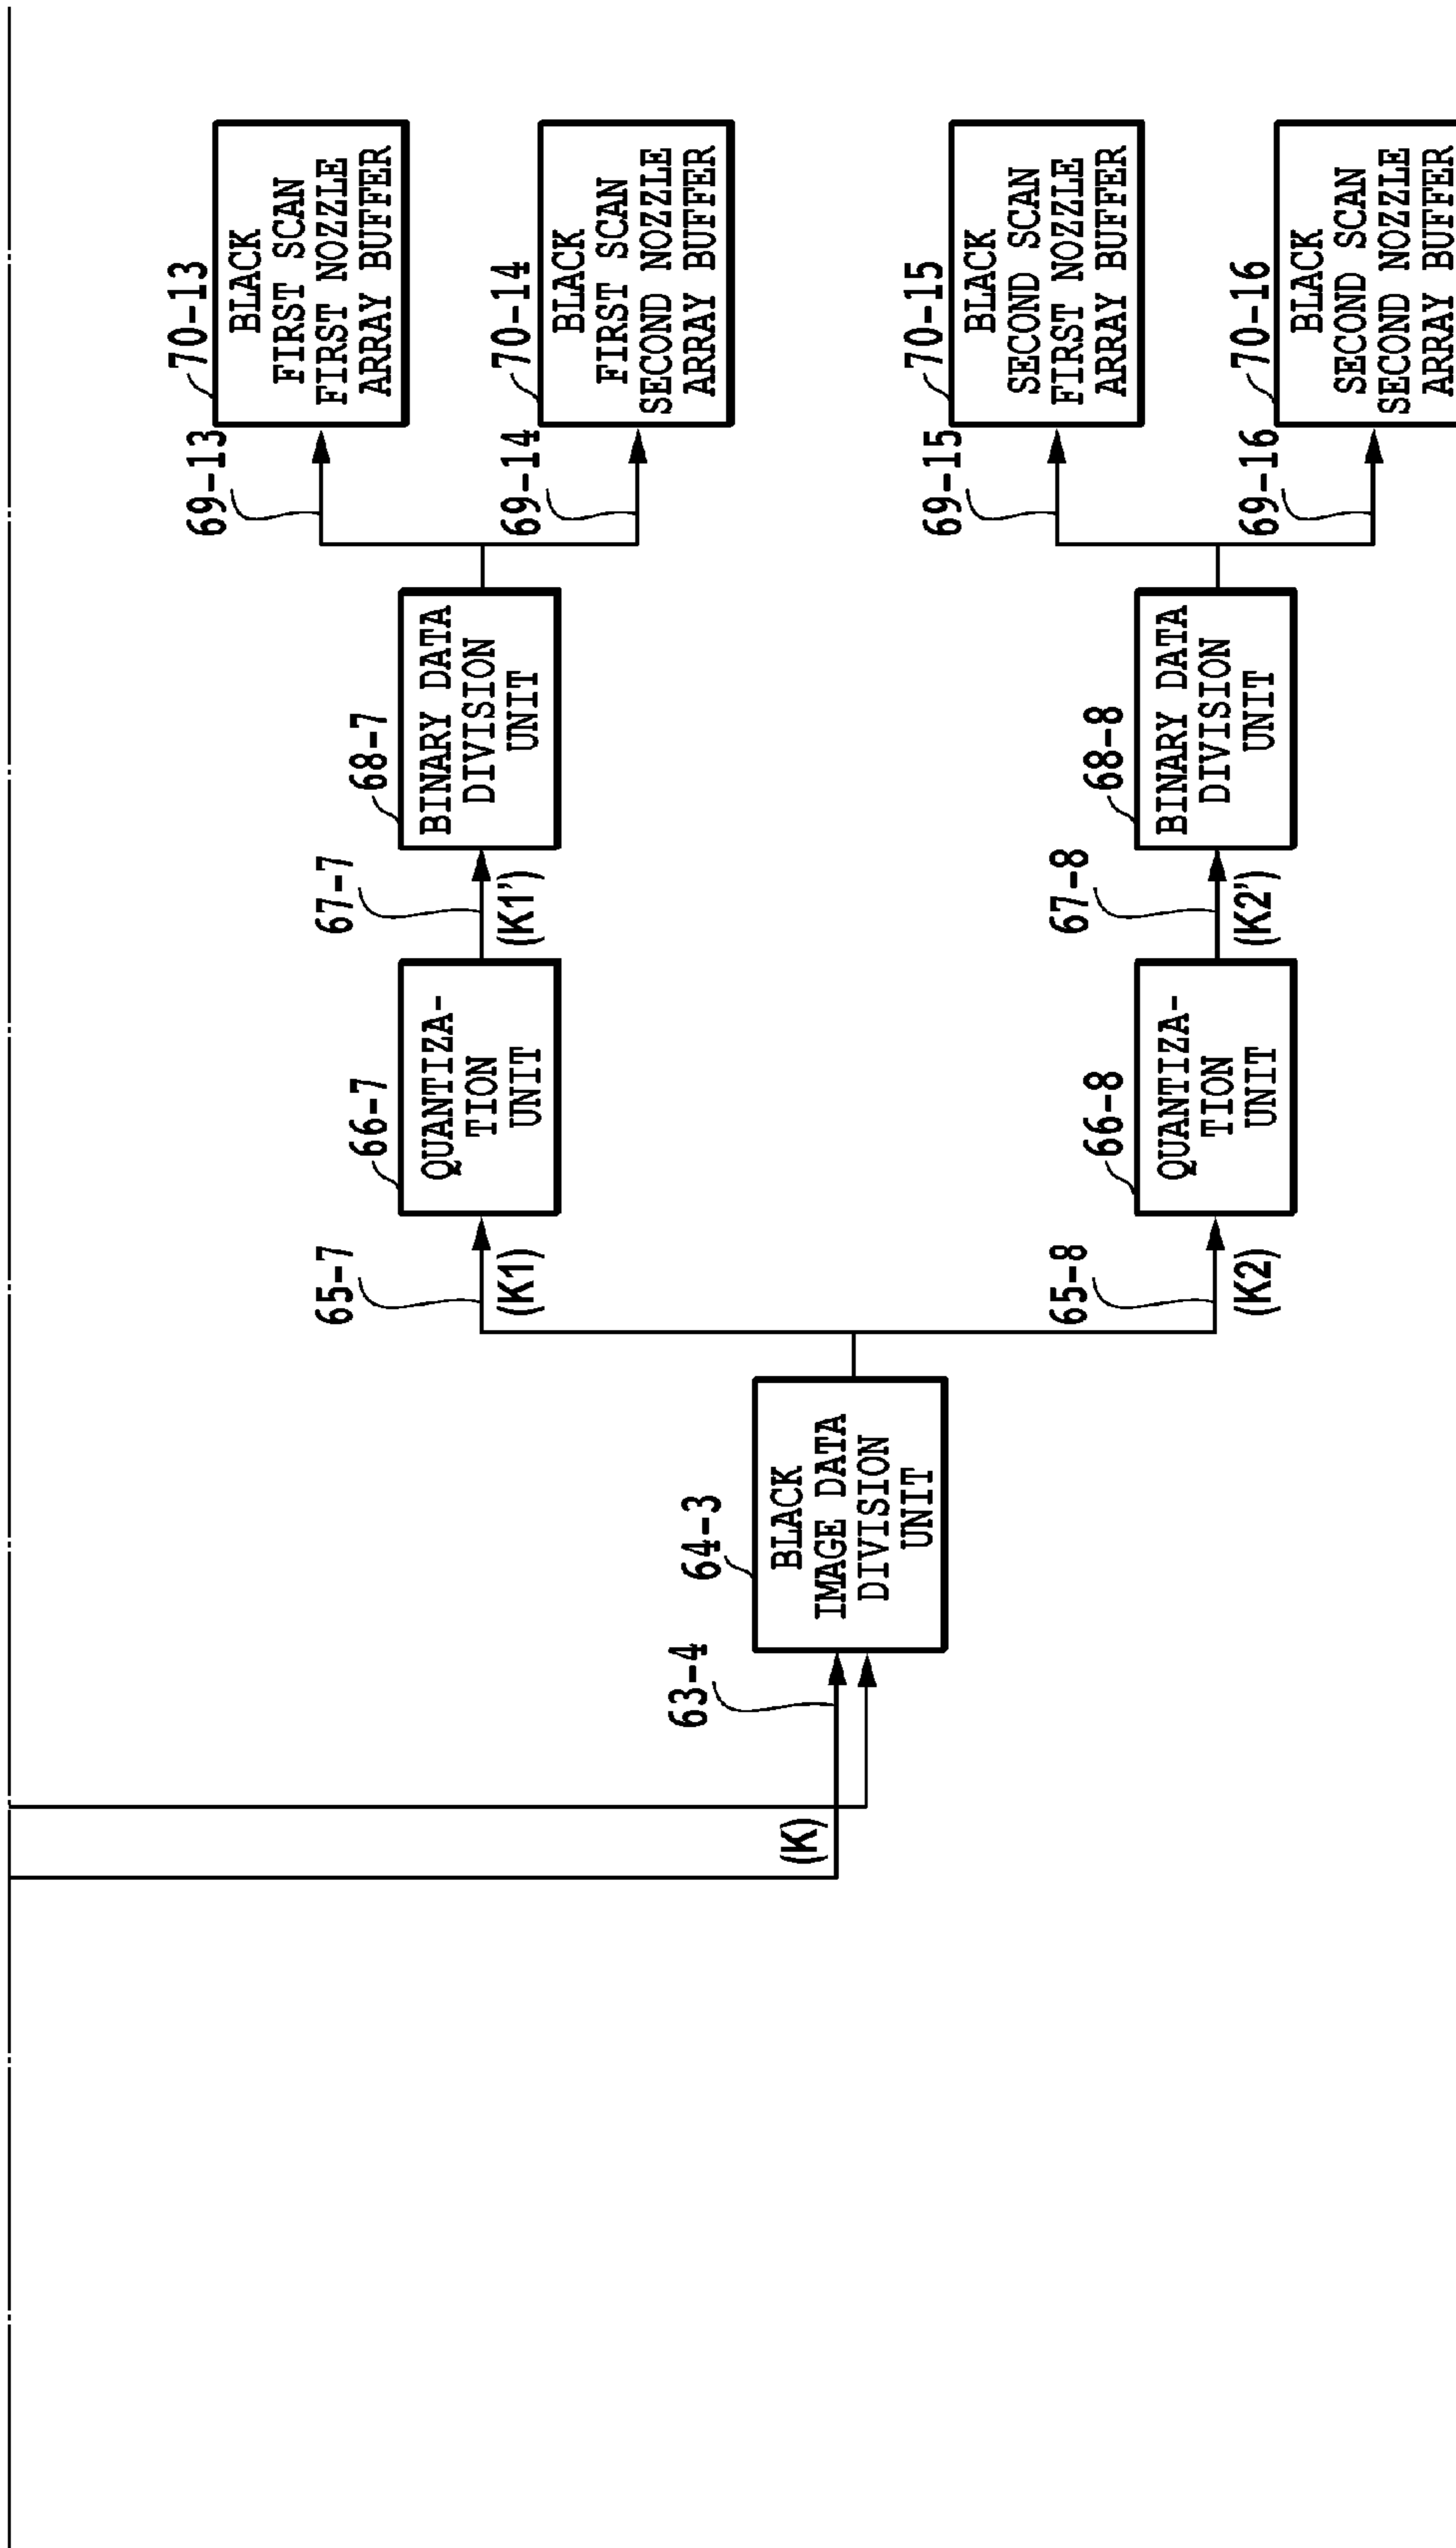 (K)
63-4
64-3
BLACK
IMAGE DATA
DIVISION
UNIT
65-7
(K1)
66-7
QUANTIZA-
TION
UNIT
67-7
(K1')
68-7
BINARY DATA
DIVISION
UNIT
69-13
70-13
BLACK
FIRST SCAN
FIRST NOZZLE
ARRAY BUFFER
69-14
70-14
BLACK
FIRST SCAN
SECOND NOZZLE
ARRAY BUFFER
65-8
(K2)
66-8
QUANTIZA-
TION
UNIT
67-8
(K2')
68-8
BINARY DATA
DIVISION
UNIT
69-15
70-15
BLACK
SECOND SCAN
FIRST NOZZLE
ARRAY BUFFER
69-16
70-16
BLACK
SECOND SCAN
SECOND NOZZLE
ARRAY BUFFER